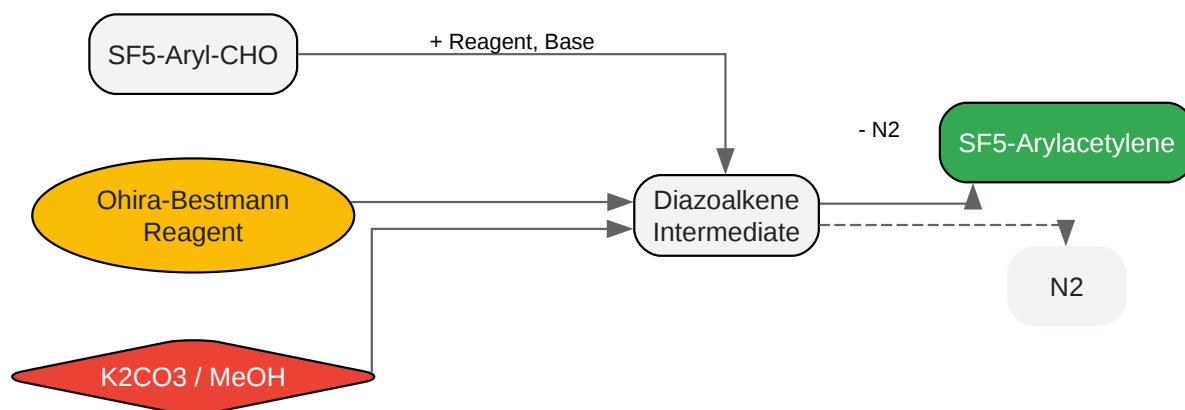 SF5-Aryl-CHO
+ Reagent, Base
- N2
SF5-Arylacetylene
Ohira-Bestmann
Reagent
Diazoalkene
Intermediate
N2
K2CO3 / MeOH